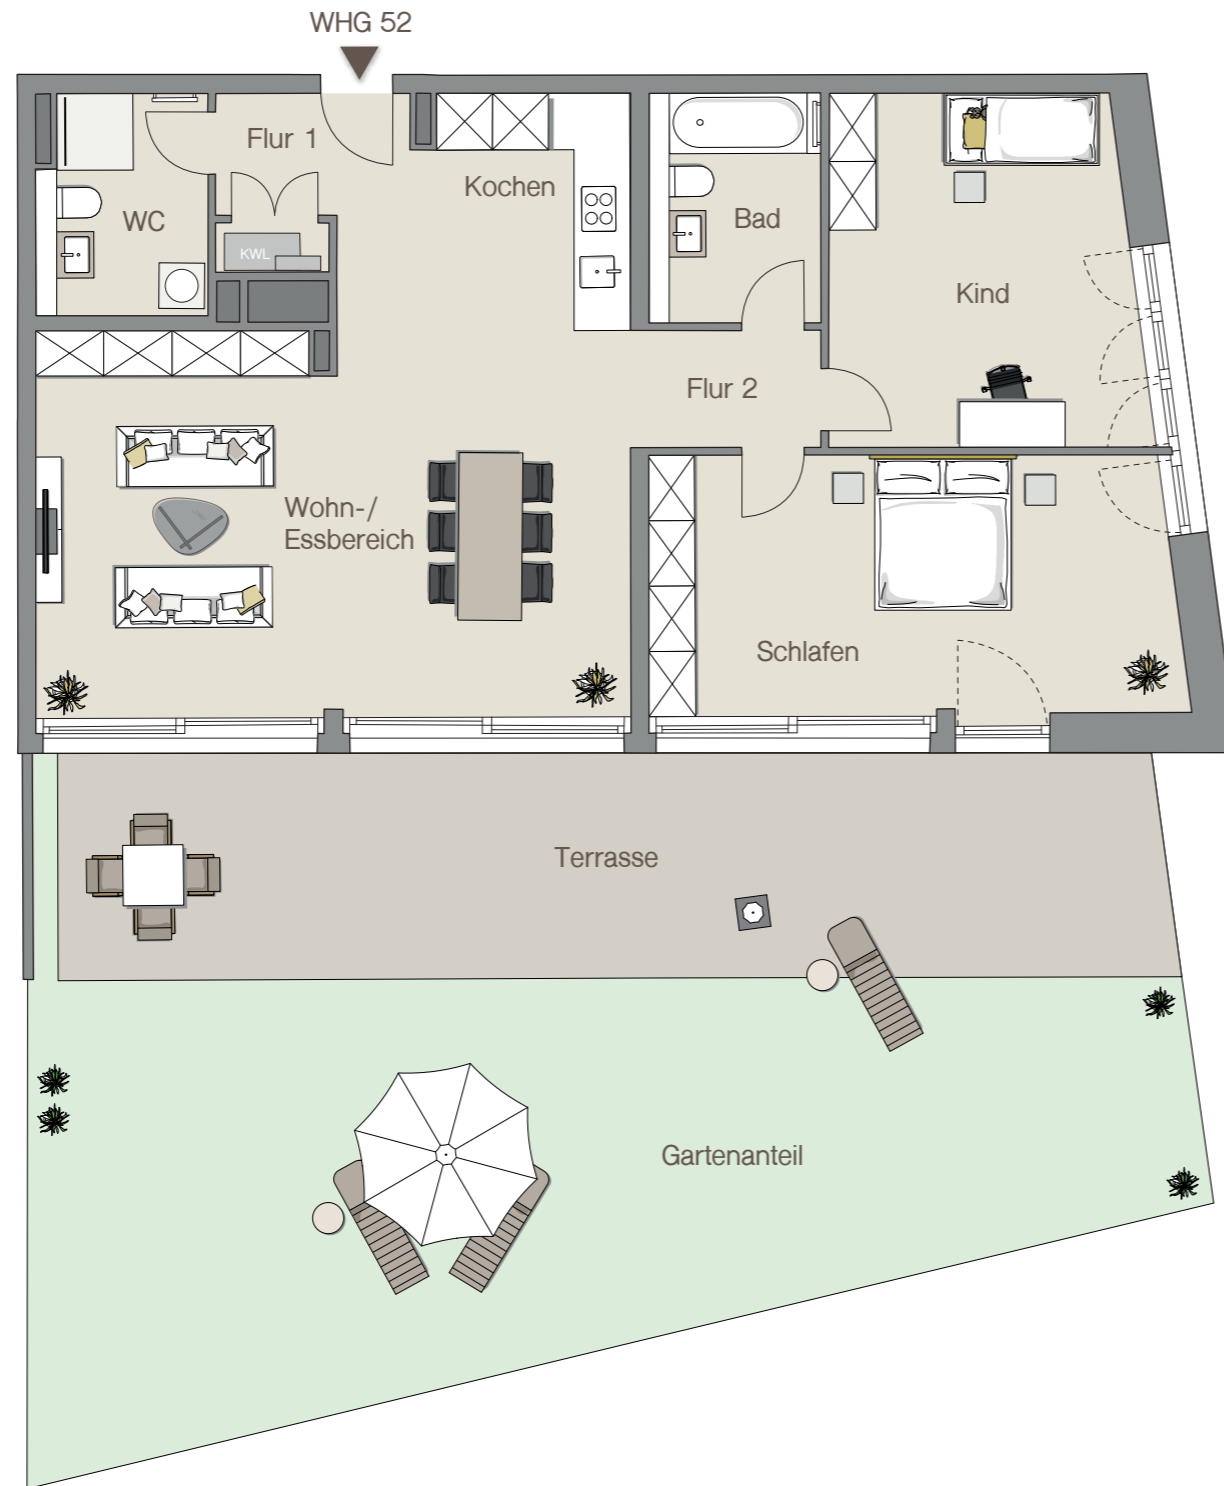 WHG 52
Flur 1
Kochen
WC
Bad
KWL
Kind
Flur 2
Wohn-/
Essbereich
Schlafen
Terrasse
Gartenanteil